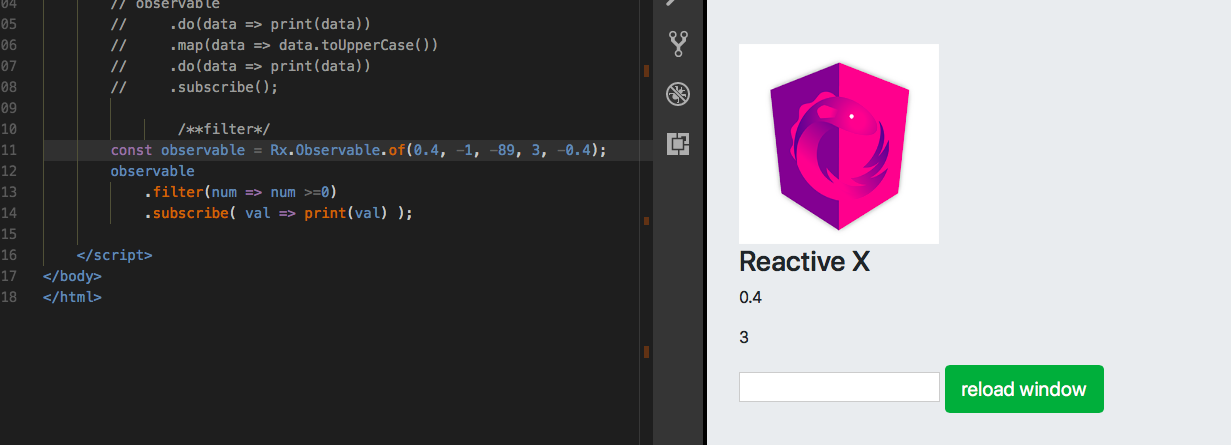 04 // observable
05 //     .do(data => print(data))
06 //     .map(data => data.toUpperCase())
07 //     .do(data => print(data))
08 //     .subscribe();
09
10 /**filter*/
11 const observable = Rx.Observable.of(0.4, -1, -89, 3, -0.4);
12 observable
13 .filter(num => num >=0)
14 .subscribe( val => print(val) );
15
16 </script>
17 </body>
18 </html>
Reactive X
0.4
3
reload window